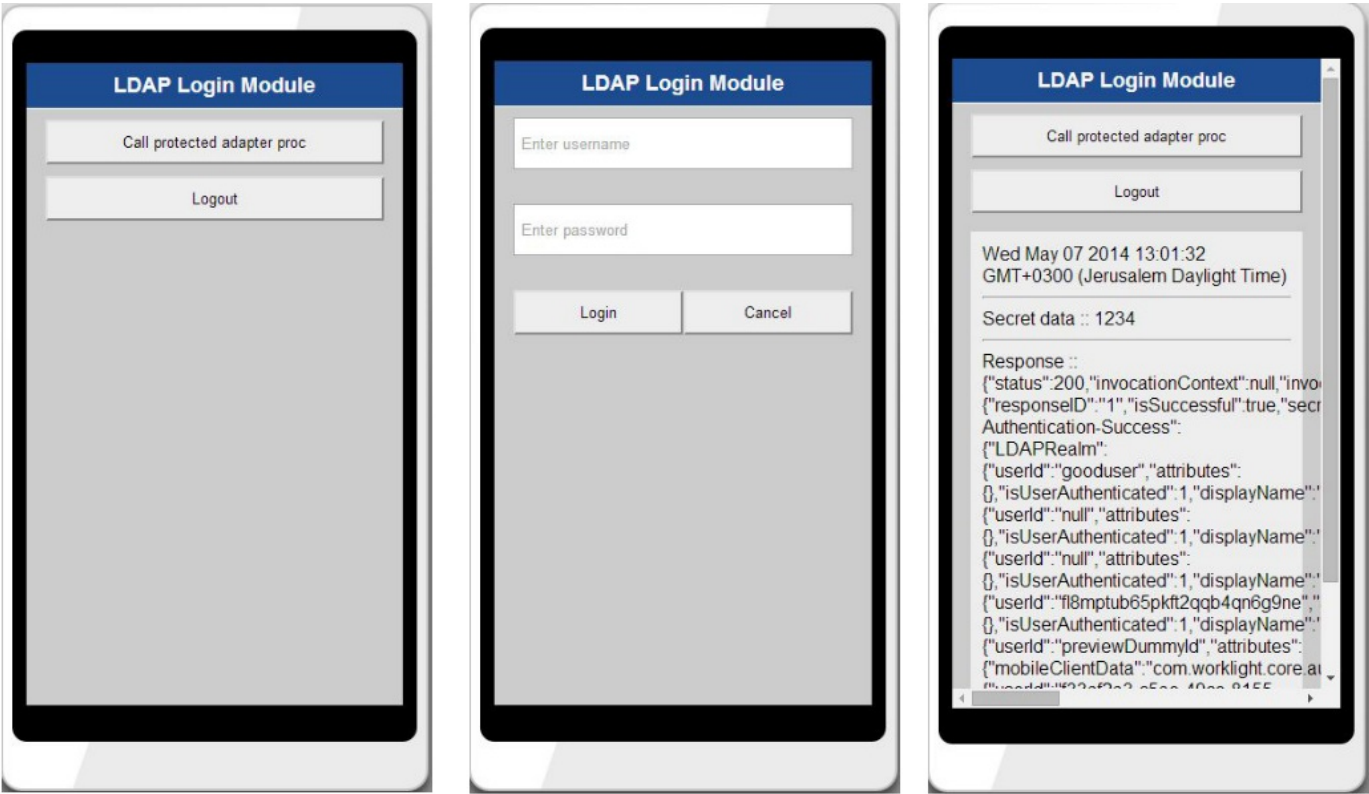 LDAP Login Module
Call protected adapter proc
Logout
LDAP Login Module
Enter username
Enter password
Login
Cancel
LDAP Login Module
Call protected adapter proc
Logout
Wed May 07 2014 13:01:32
GMT+0300 (Jerusalem Daylight Time)
Secret data :: 1234
Response ::
{"status":200,"invocationContext":null,"invo
{"responseID":"1","isSuccessful":true,"secr
Authentication-Success":
{"LDAPRealm":
{"userId":"gooduser","attributes":
{},"isUserAuthenticated":1,"displayName":"
{"userId":"null","attributes":
{},"isUserAuthenticated":1,"displayName":"
{"userId":"null","attributes":
{},"isUserAuthenticated":1,"displayName":"
{"userId":"fl8mptub65pkft2qqb4qn6g9ne","
{},"isUserAuthenticated":1,"displayName":"
{"userId":"previewDummyId","attributes":
{"mobileClientData":"com.worklight.core.au